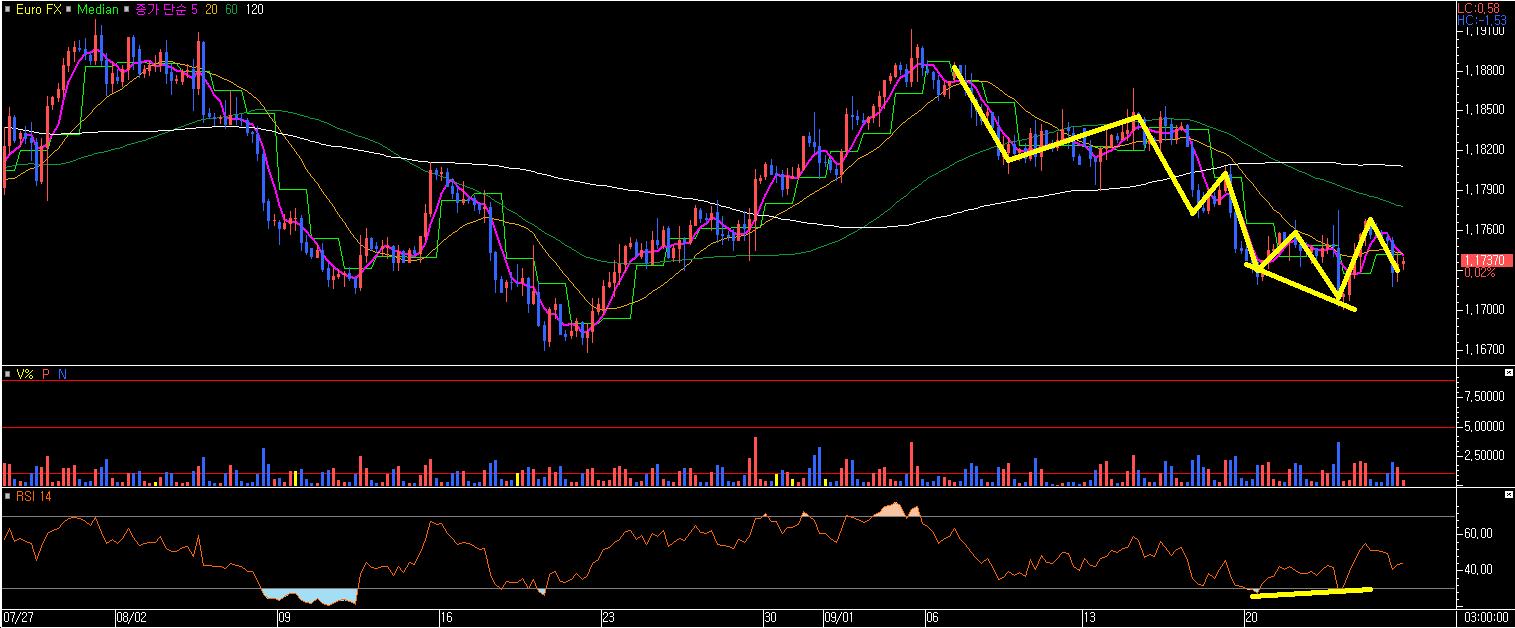 Euro FX Median 종가 단순 5 20 60 120
LC:0,58
HC:-1,53
1,19100
1,18800
1,18500
1,18200
1,17900
1,17600
1,17370
0,02%
1,17000
1,16700
V% P N
7,50000
5,00000
2,50000
RSI 14
60,00
40,00
07/27 08/02 09 16 23 30 09/01 06 13 20 03:00:00